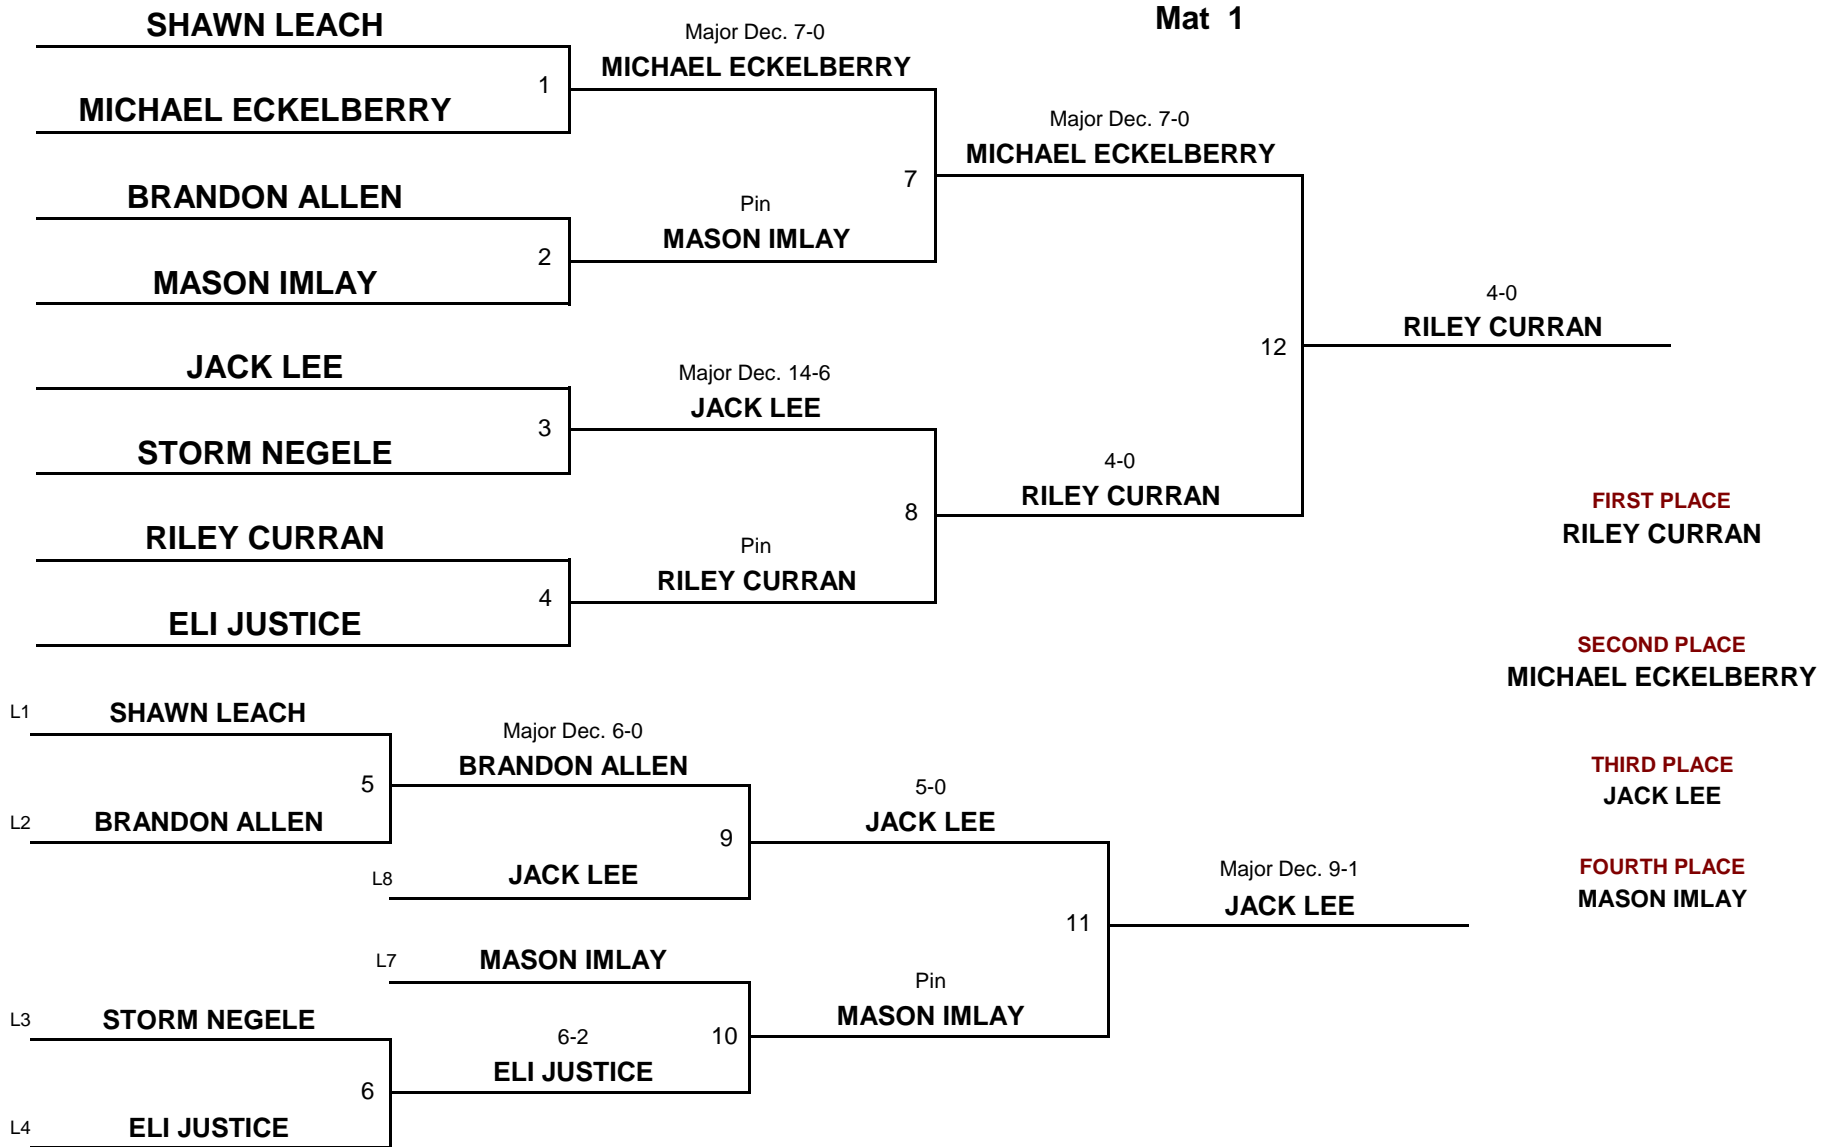 Mat 1
SHAWN LEACH
Major Dec. 7-0
MICHAEL ECKELBERRY
1
MICHAEL ECKELBERRY
Major Dec. 7-0
MICHAEL ECKELBERRY
7
BRANDON ALLEN
Pin
MASON IMLAY
2
MASON IMLAY
4-0
RILEY CURRAN
12
JACK LEE
Major Dec. 14-6
JACK LEE
3
STORM NEGELE
4-0
RILEY CURRAN
8
RILEY CURRAN
Pin
RILEY CURRAN
4
ELI JUSTICE
FIRST PLACE
RILEY CURRAN
SECOND PLACE
MICHAEL ECKELBERRY
THIRD PLACE
JACK LEE
FOURTH PLACE
MASON IMLAY
L1 SHAWN LEACH
Major Dec. 6-0
BRANDON ALLEN
5
L2 BRANDON ALLEN
5-0
JACK LEE
9
L8 JACK LEE
Major Dec. 9-1
JACK LEE
11
L7 MASON IMLAY
Pin
MASON IMLAY
10
L3 STORM NEGELE
6-2
ELI JUSTICE
6
L4 ELI JUSTICE